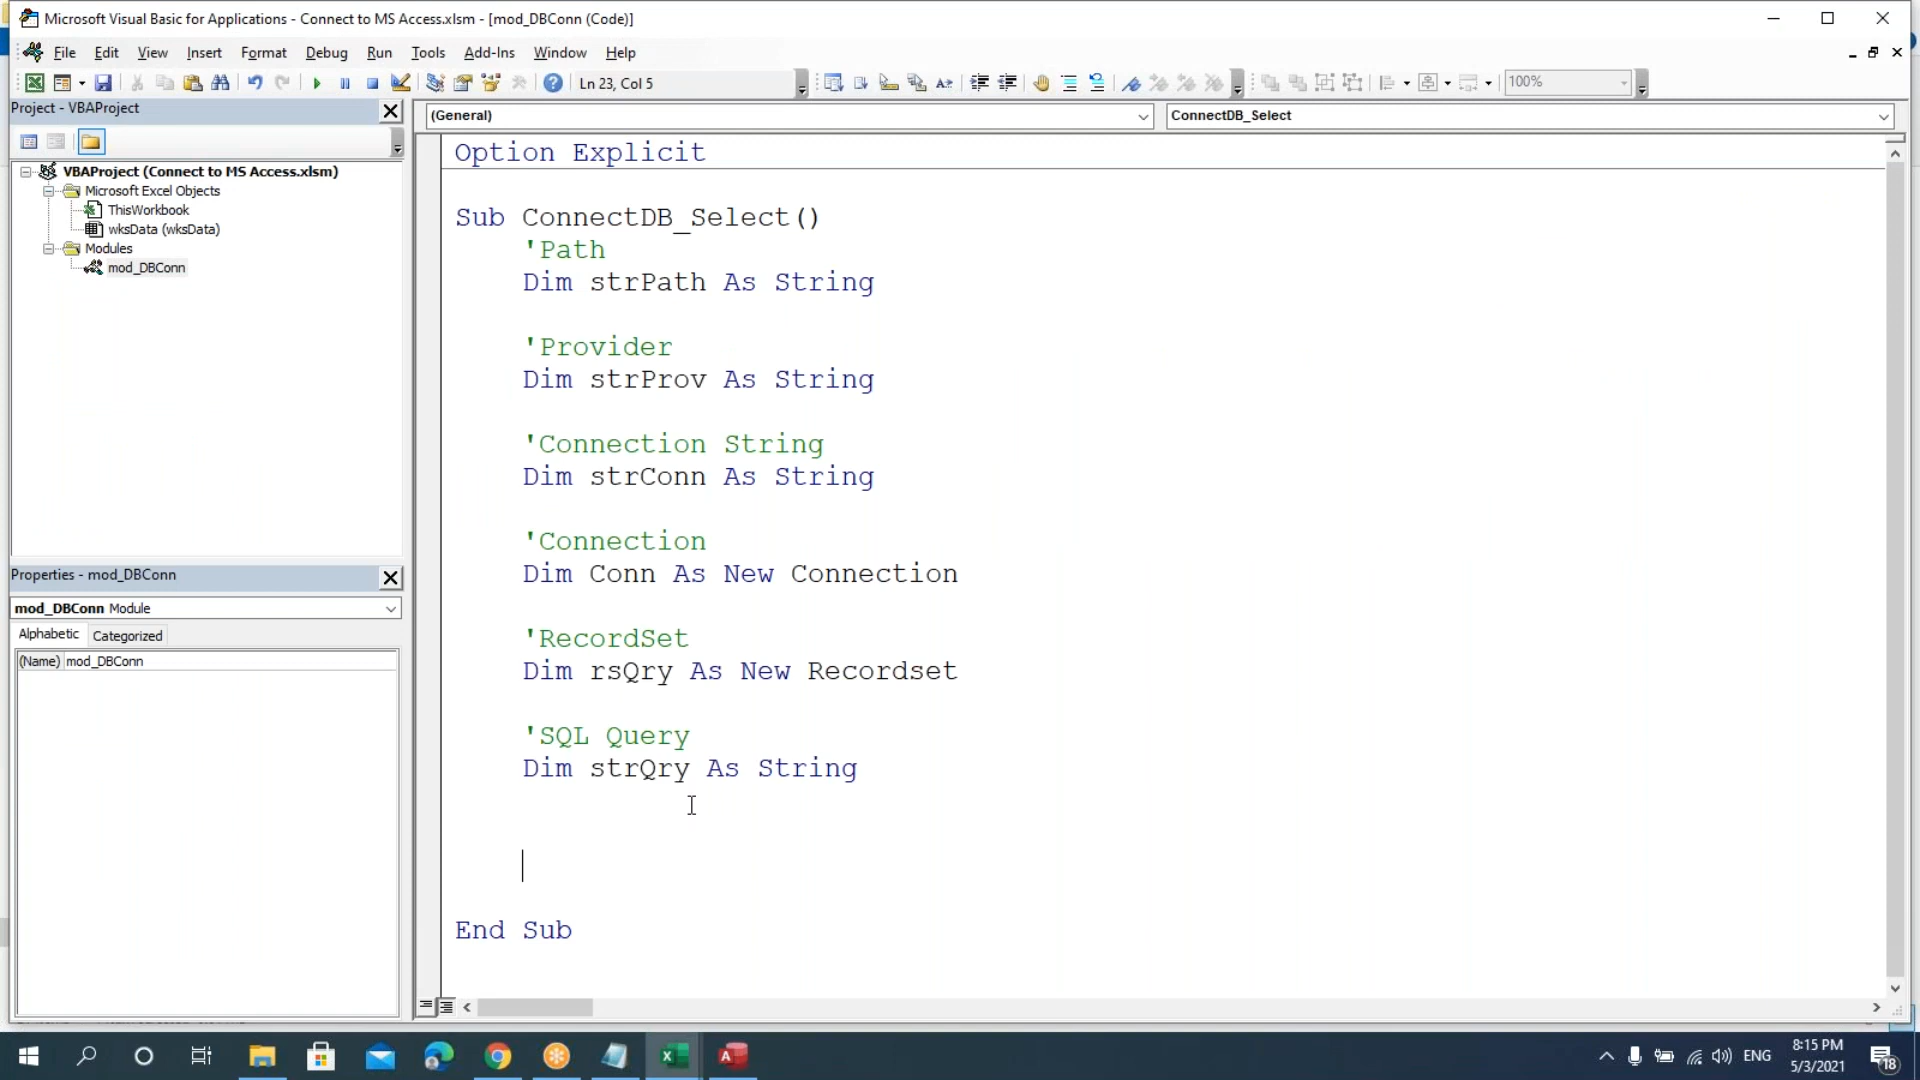 Microsoft Visual Basic for Applications - Connect to MS Access.xlsm - [mod_DBConn (Code)]
File Edit View Insert Format Debug Run Tools Add-Ins Window Help
Ln 23, Col 5
100%
Project - VBAProject
(General)
ConnectDB_Select
VBAProject (Connect to MS Access.xlsm)
Microsoft Excel Objects
ThisWorkbook
wksData (wksData)
Modules
mod_DBConn
Properties - mod_DBConn
mod_DBConn Module
Alphabetic Categorized
(Name) mod_DBConn
Option Explicit
Sub ConnectDB_Select()
'Path
Dim strPath As String
'Provider
Dim strProv As String
'Connection String
Dim strConn As String
'Connection
Dim Conn As New Connection
'RecordSet
Dim rsQry As New Recordset
'SQL Query
Dim strQry As String
End Sub
ENG
8:15 PM
5/3/2021
18